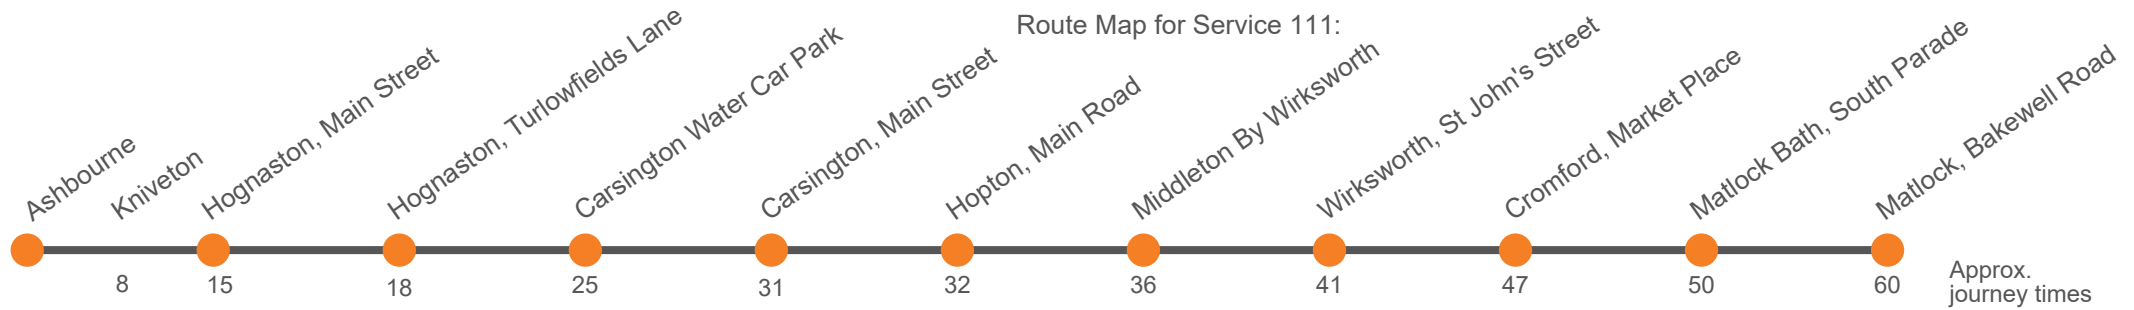 Route Map for Service 111:
Ashbourne
Kniveton
Hognaston, Main Street
Hognaston, Turlowfields Lane
Carsington Water Car Park
Carsington, Main Street
Hopton, Main Road
Middleton By Wirksworth
Wirksworth, St John's Street
Cromford, Market Place
Matlock Bath, South Parade
Matlock, Bakewell Road
8
15
18
25
31
32
36
41
47
50
60
Approx.
journey times